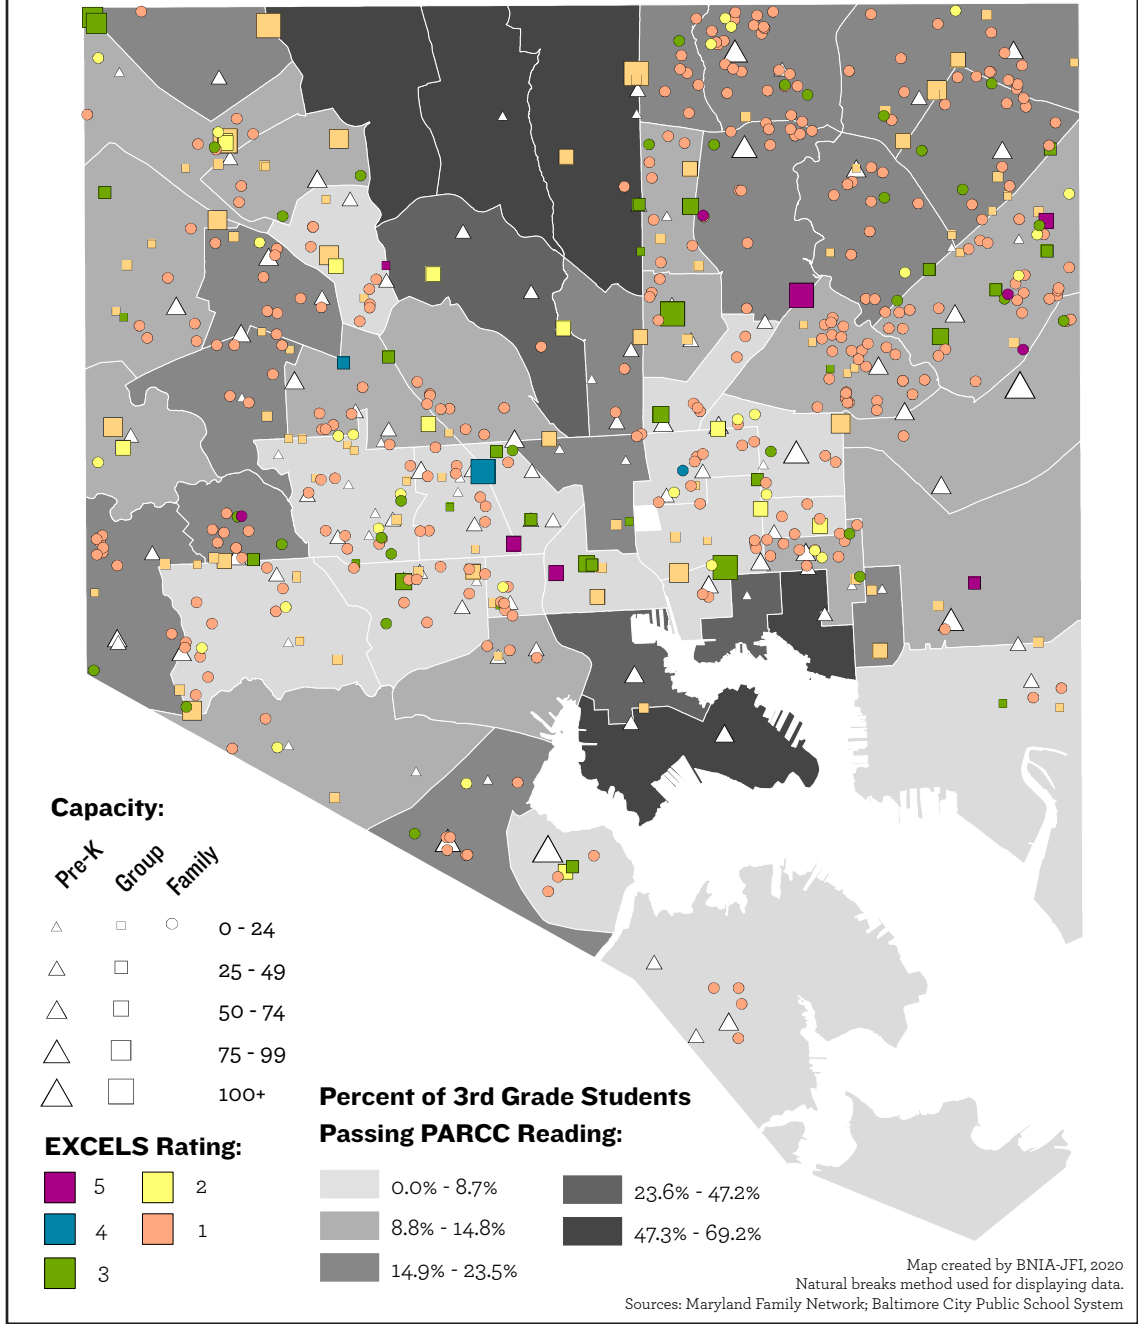 Capacity:
Pre-K
Group
Family
0 - 24
25 - 49
50 - 74
75 - 99
100+
EXCELS Rating:
5
2
4
1
3
Percent of 3rd Grade Students
Passing PARCC Reading:
0.0% - 8.7%
23.6% - 47.2%
8.8% - 14.8%
47.3% - 69.2%
14.9% - 23.5%
Map created by BNIA-JFI, 2020
Natural breaks method used for displaying data.
Sources: Maryland Family Network; Baltimore City Public School System